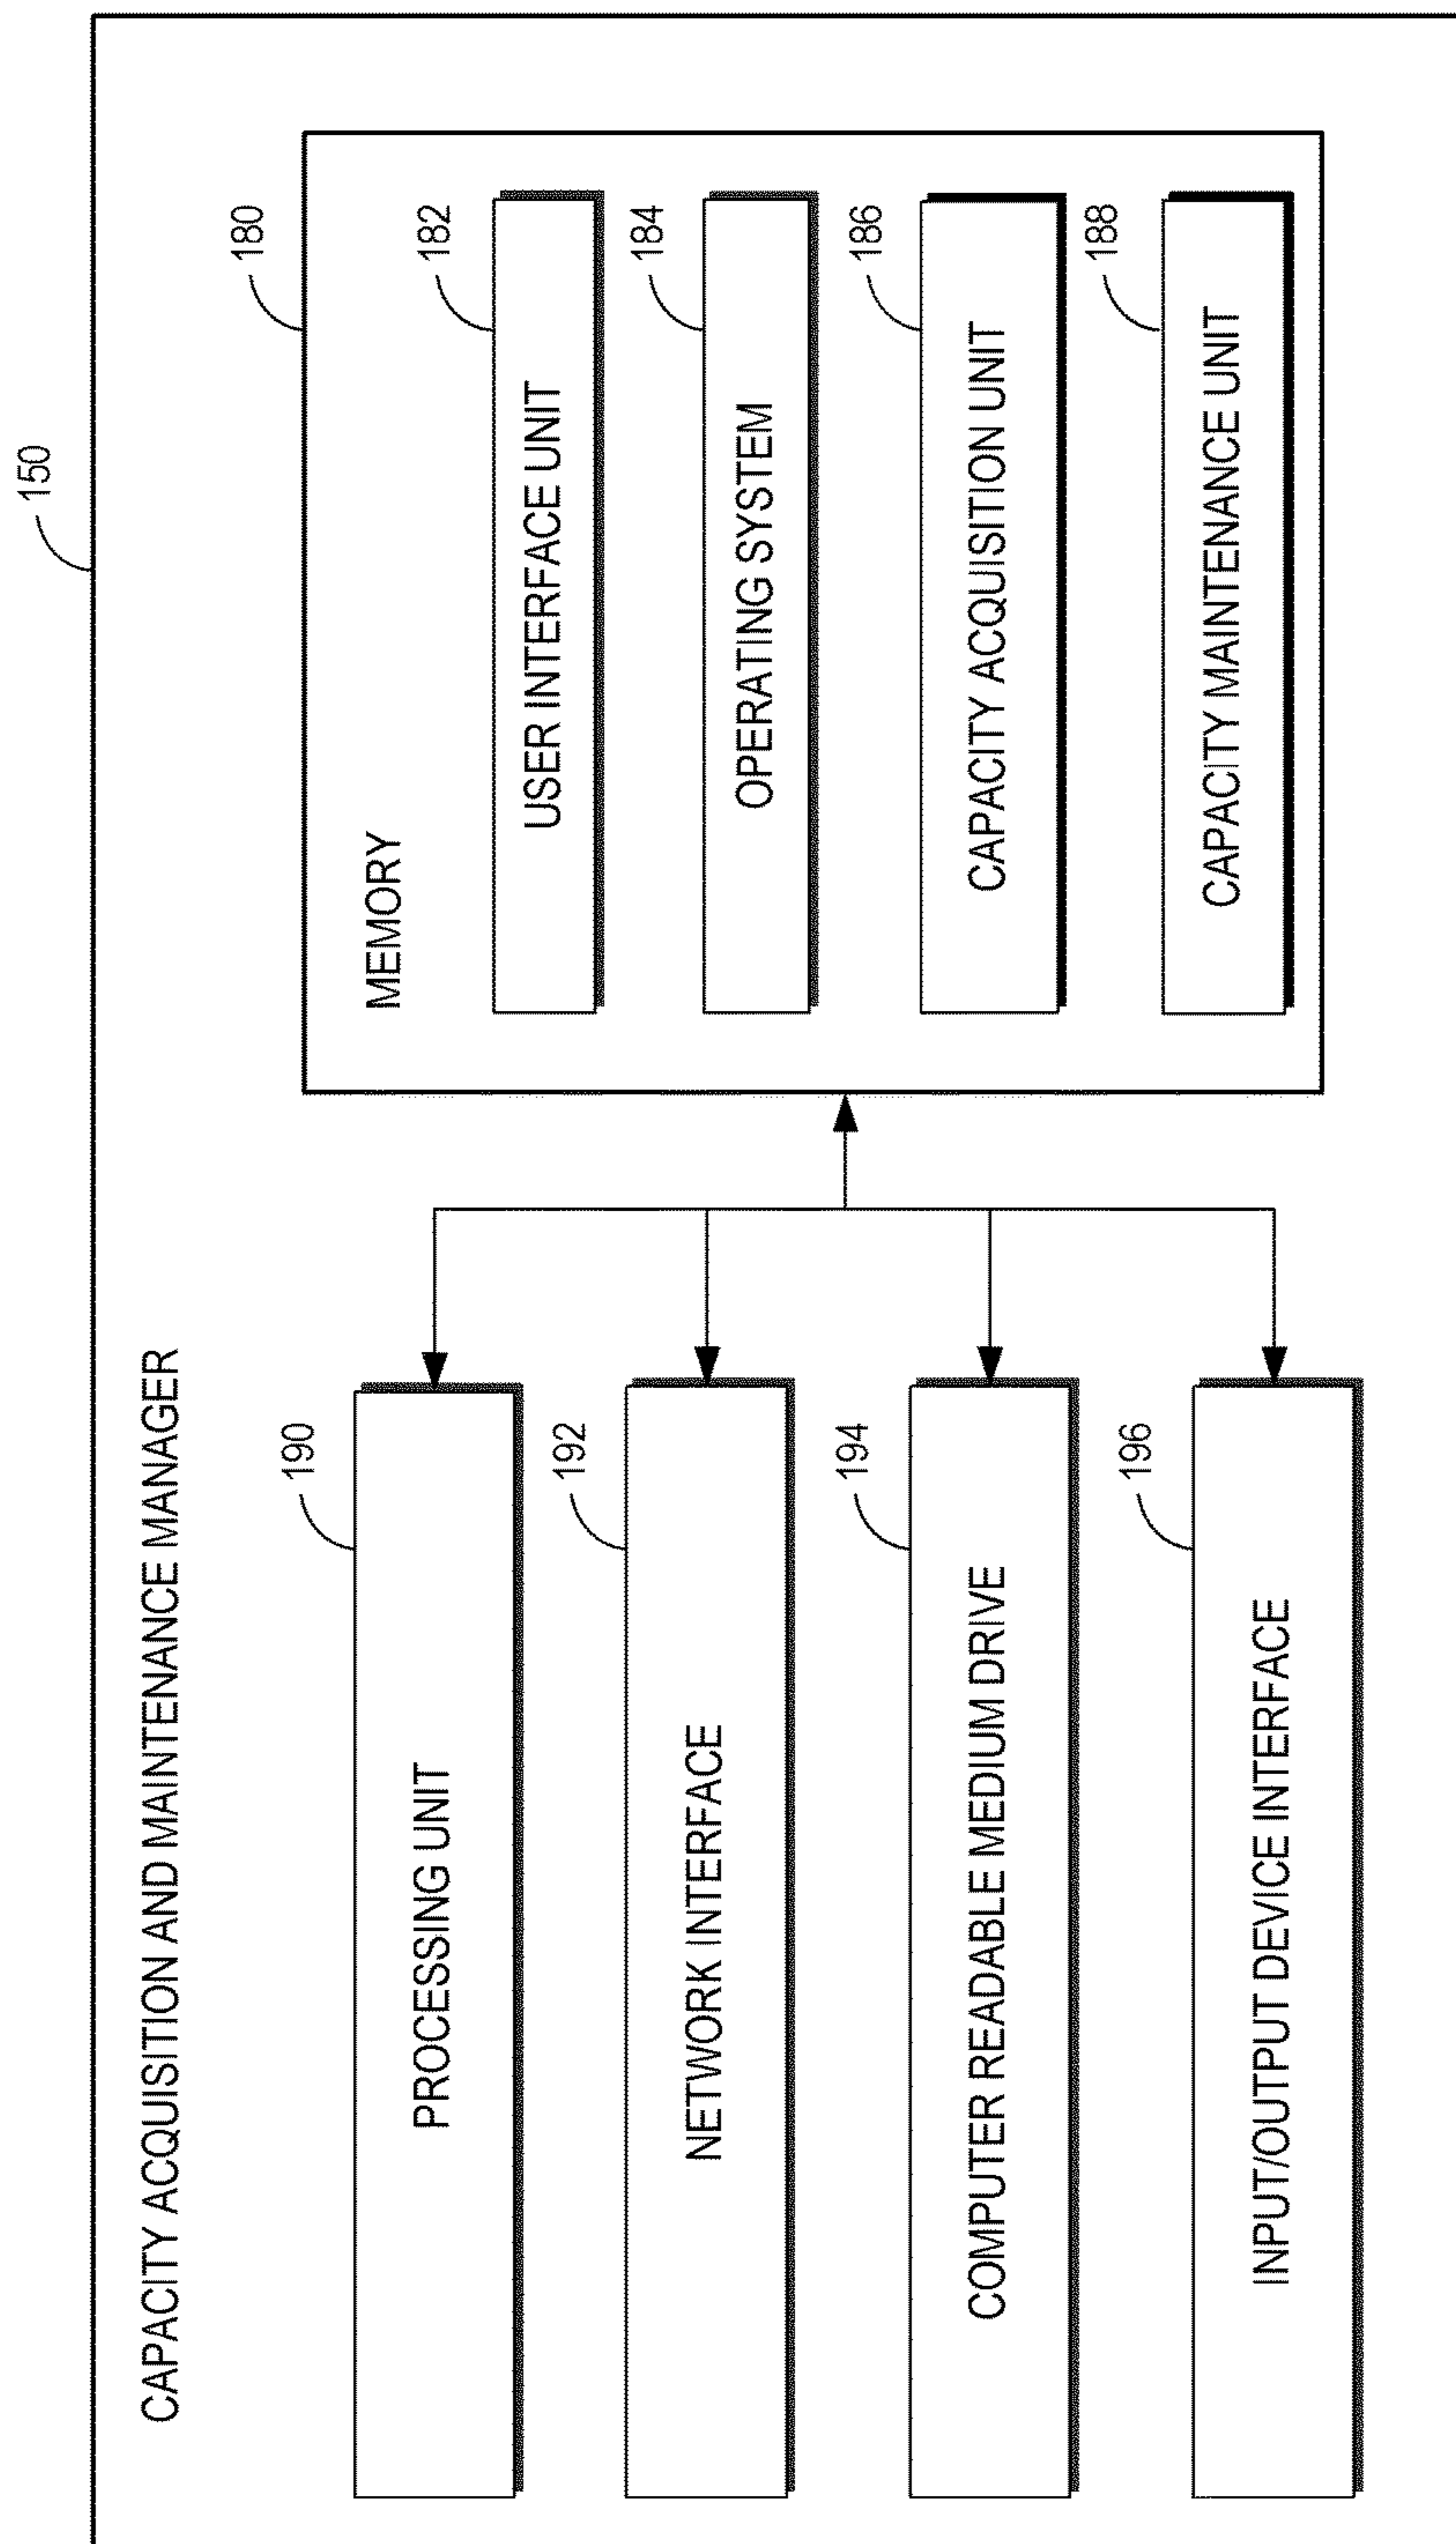 150
CAPACITY ACQUISITION AND MAINTENANCE MANAGER
190
PROCESSING UNIT
192
NETWORK INTERFACE
194
COMPUTER READABLE MEDIUM DRIVE
196
INPUT/OUTPUT DEVICE INTERFACE
180
MEMORY
182
USER INTERFACE UNIT
184
OPERATING SYSTEM
186
CAPACITY ACQUISITION UNIT
188
CAPACITY MAINTENANCE UNIT